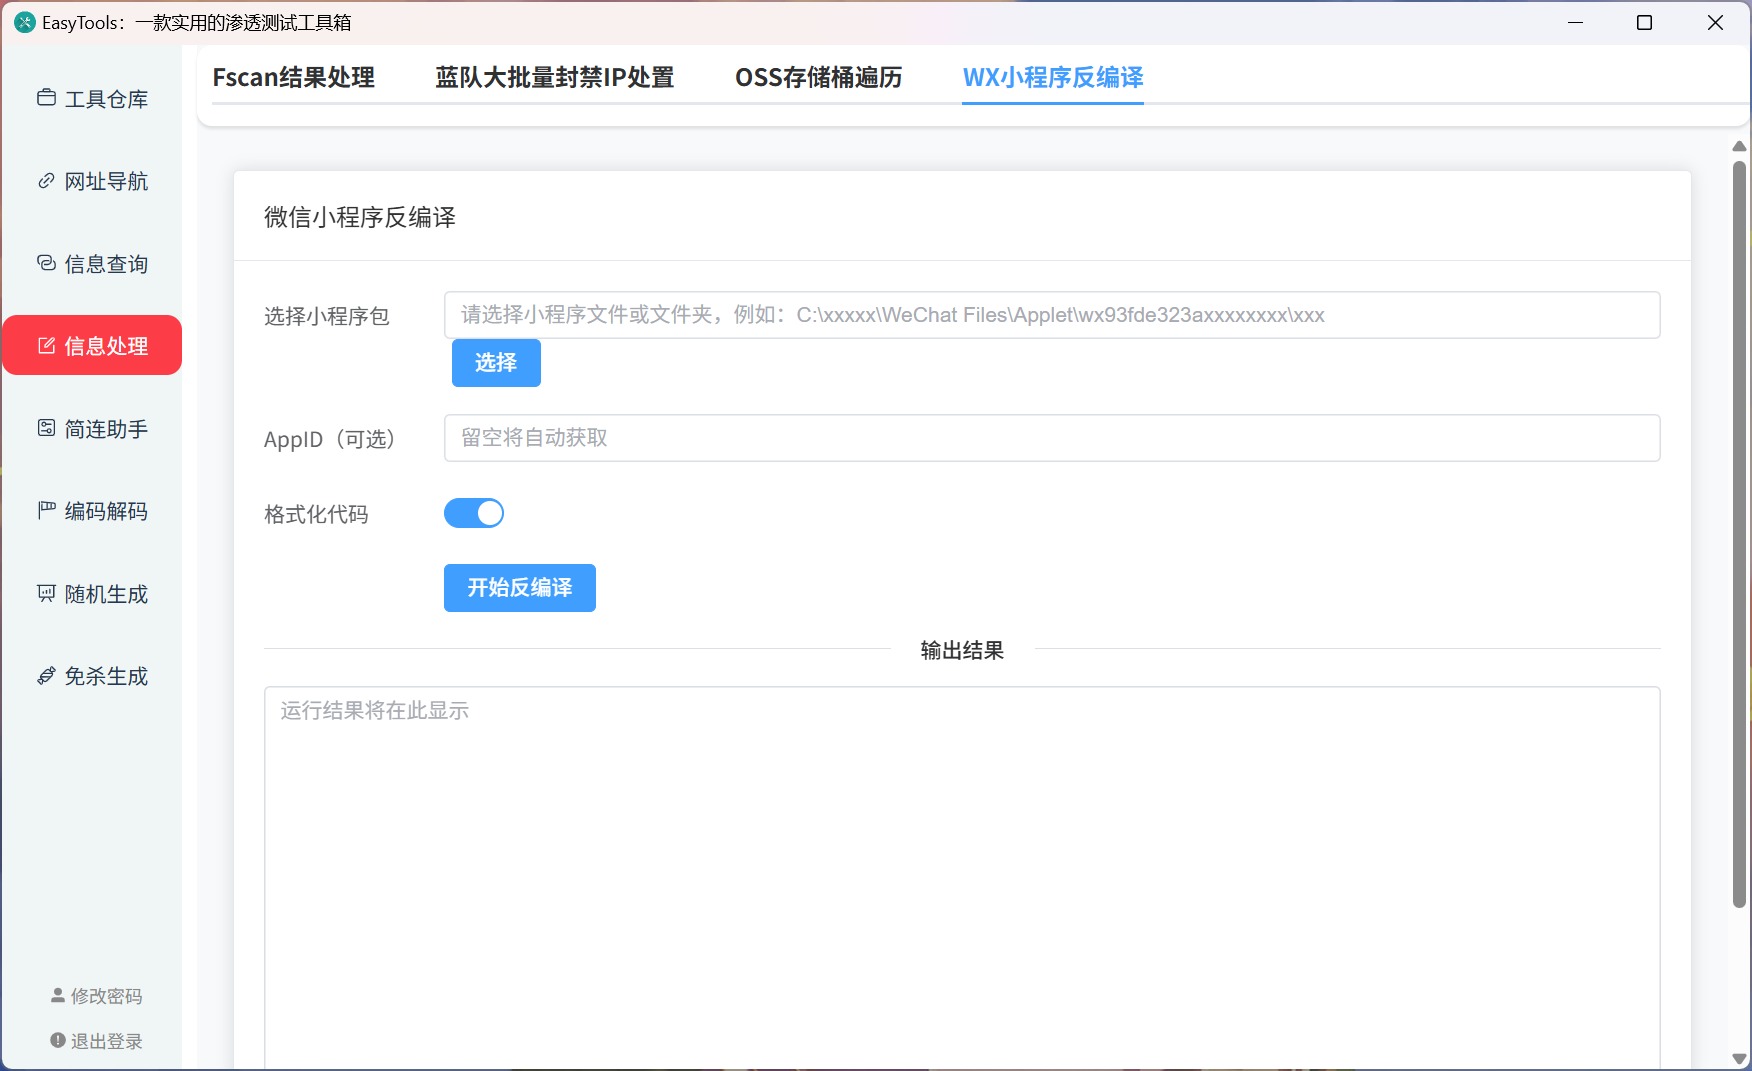 EasyTools：一款实用的渗透测试工具箱
工具仓库
网址导航
信息查询
信息处理
简连助手
编码解码
随机生成
免杀生成
修改密码
退出登录
Fscan结果处理
蓝队大批量封禁IP处置
OSS存储桶遍历
WX小程序反编译
微信小程序反编译
选择小程序包
请选择小程序文件或文件夹，例如：C:\xxxxx\WeChat Files\Applet\wx93fde323axxxxxxxx\xxx
选择
AppID（可选）
留空将自动获取
格式化代码
开始反编译
输出结果
运行结果将在此显示